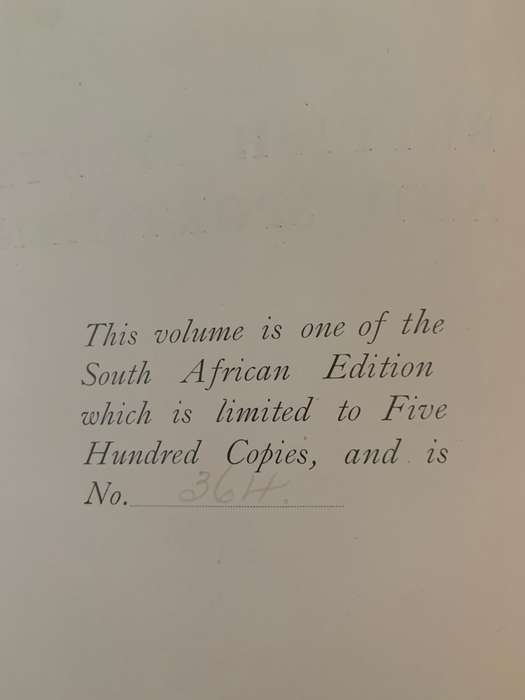 This volume is one of the
South African Edition
which is limited to Five
Hundred Copies, and is
No. 364.